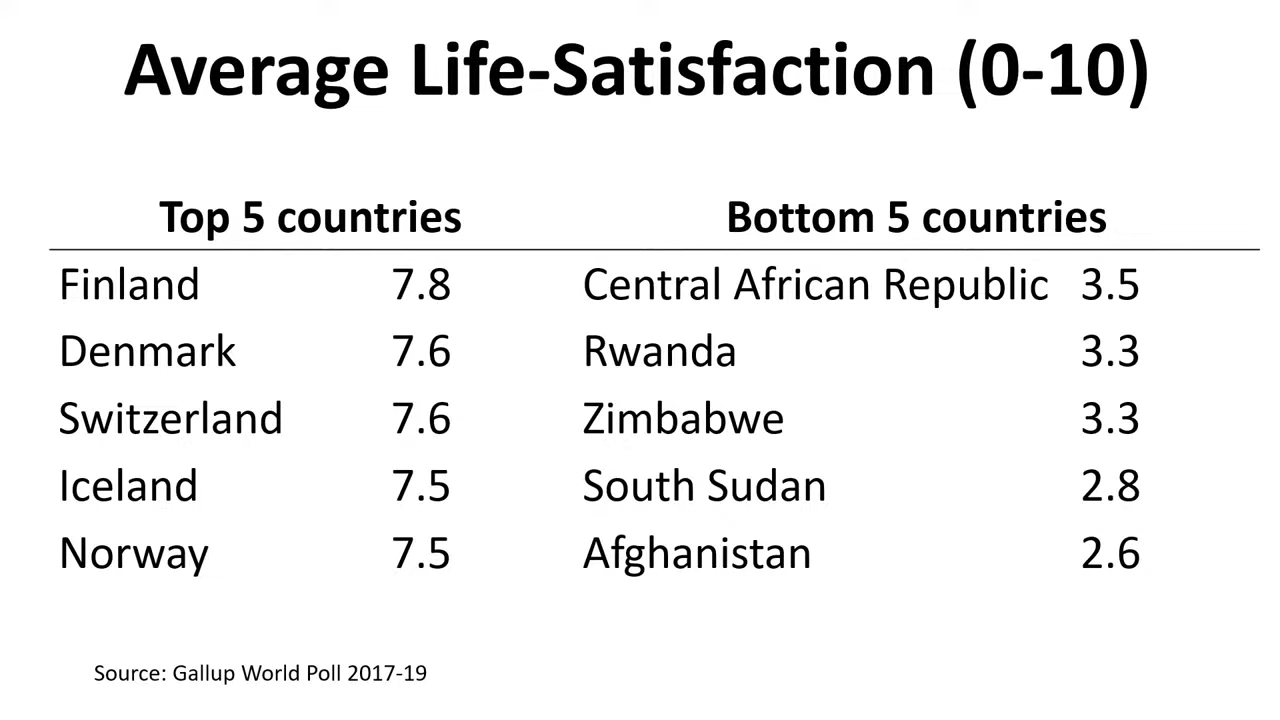 Average Life-Satisfaction (0-10)
Top 5 countries Bottom 5 countries
Finland 7.8 Central African Republic 3.5
Denmark 7.6 Rwanda 3.3
Switzerland 7.6 Zimbabwe 3.3
Iceland 7.5 South Sudan 2.8
Norway 7.5 Afghanistan 2.6
Source: Gallup World Poll 2017-19